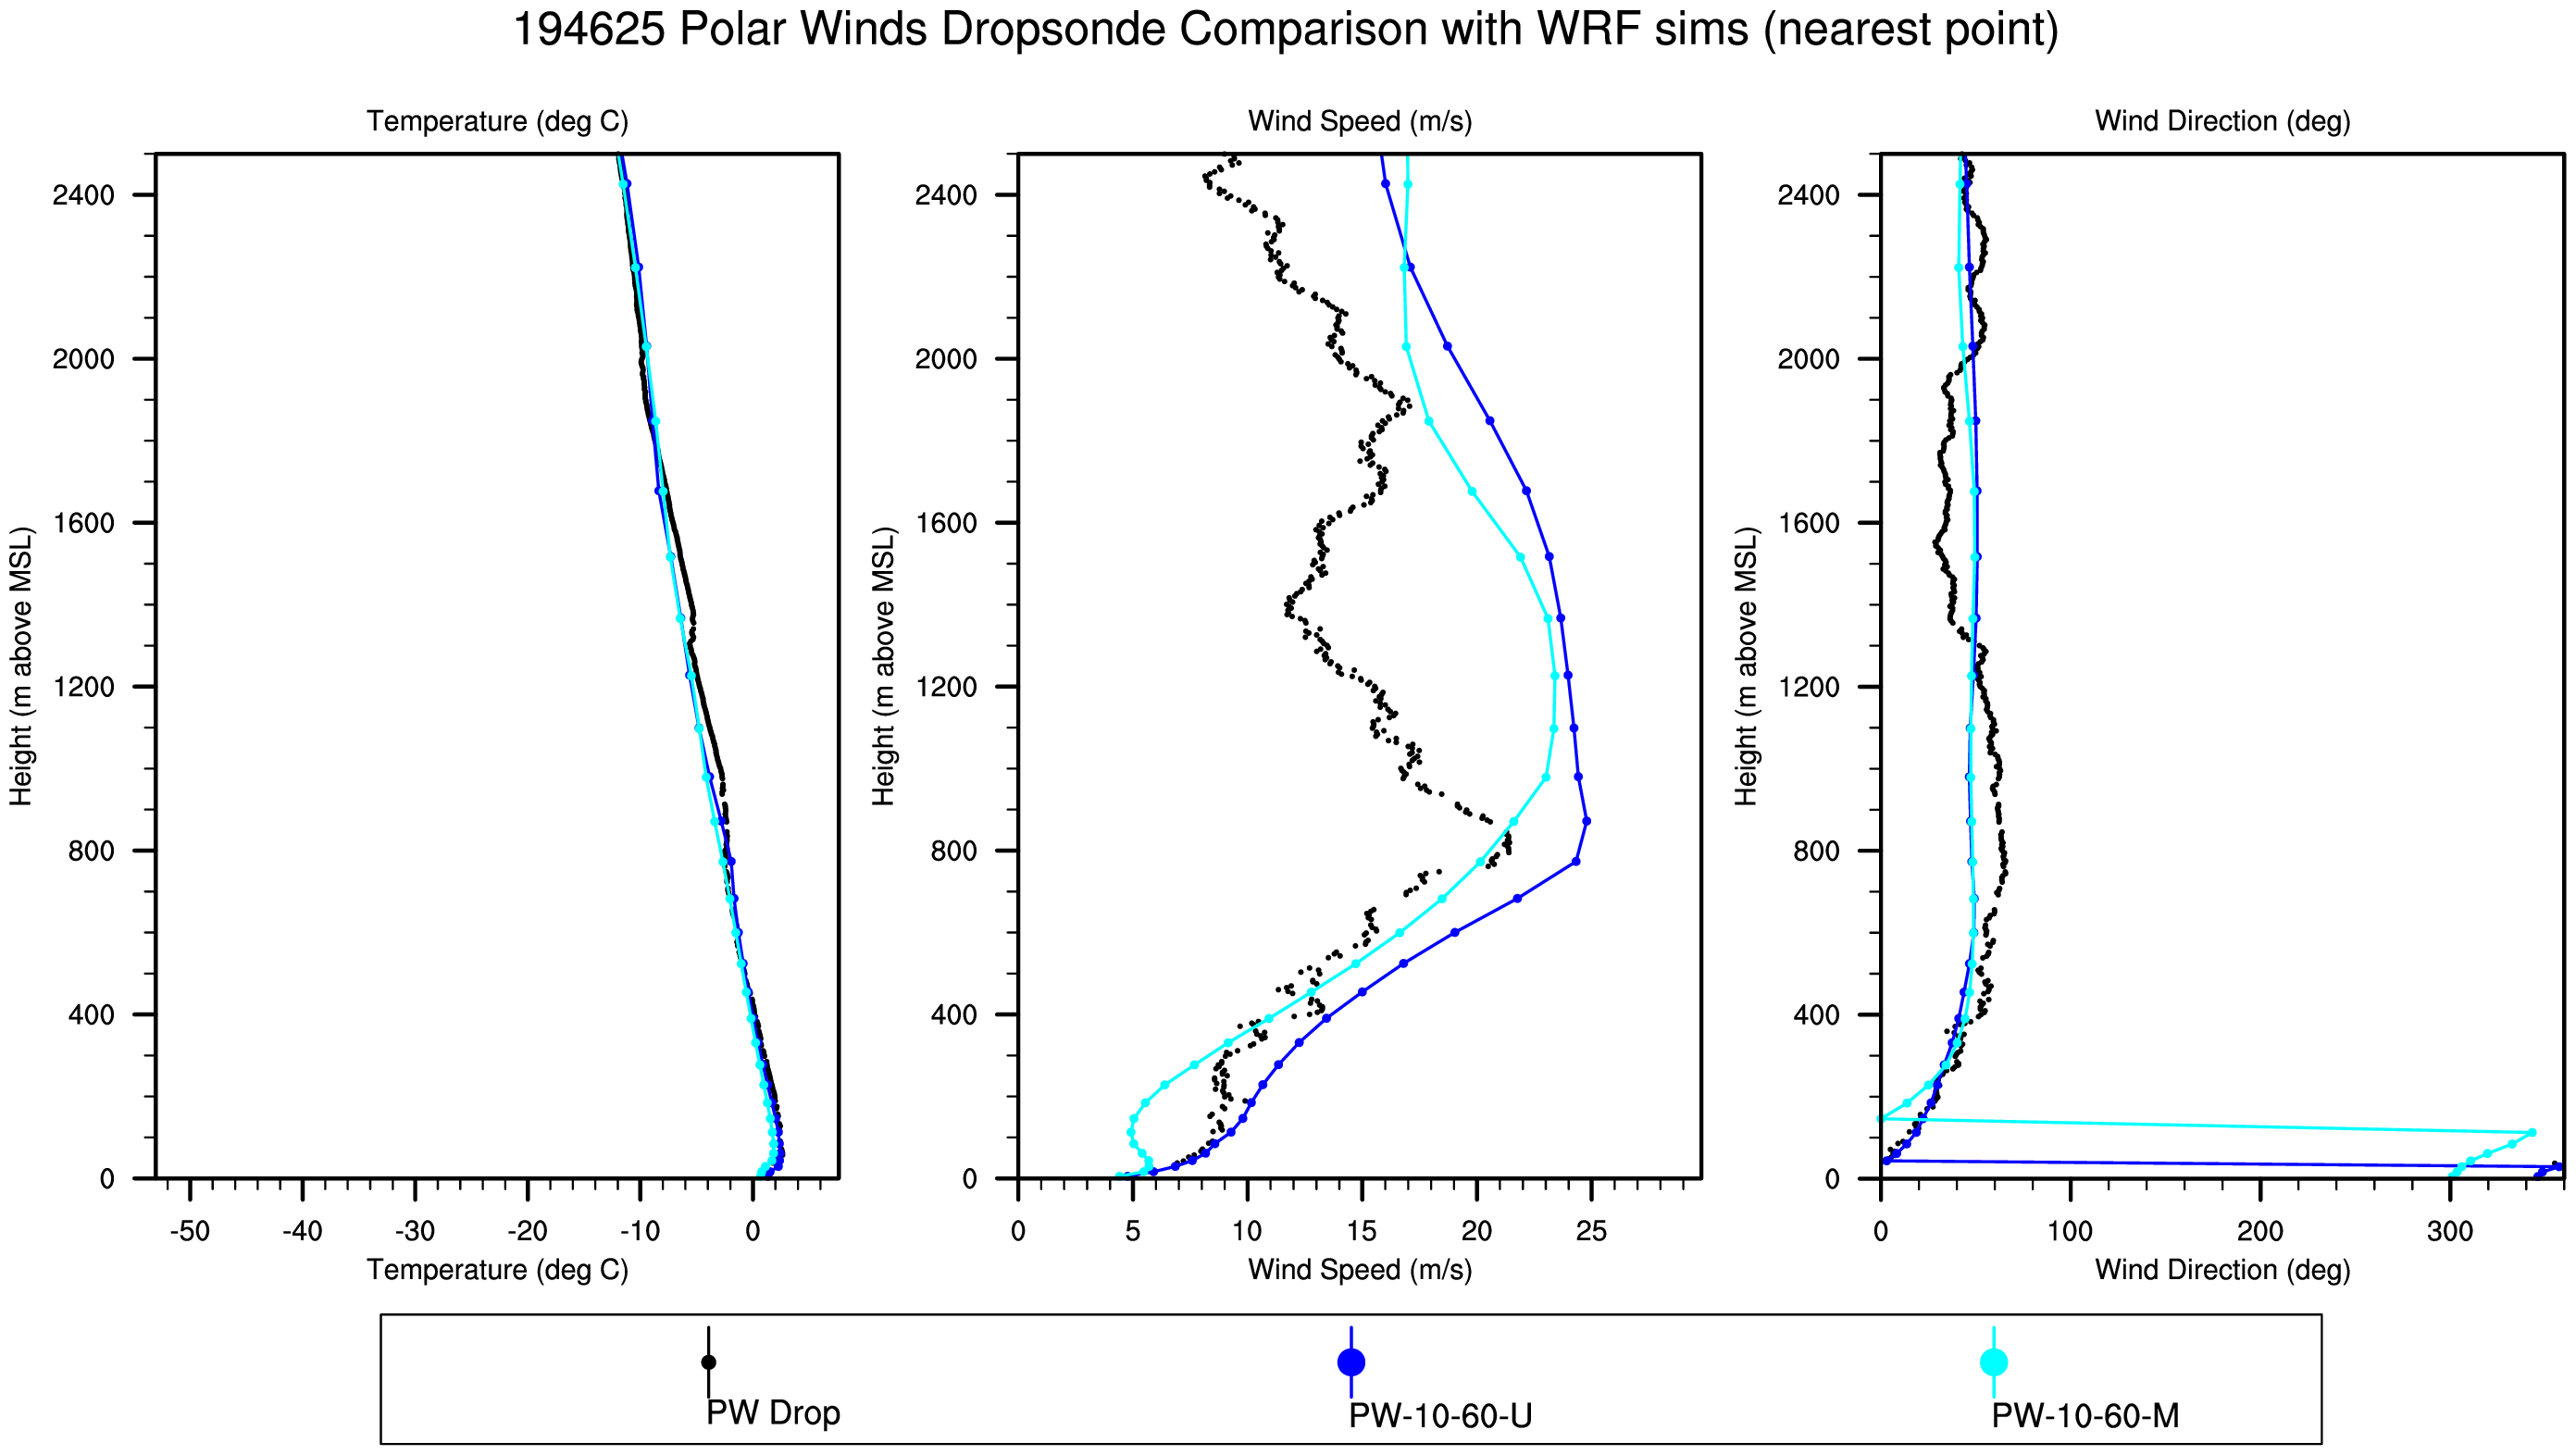 194625 Polar Winds Dropsonde Comparison with WRF sims (nearest point)
Temperature (deg C)
Wind Speed (m/s)
Wind Direction (deg)
2400
2000
1600
1200
800
400
0
Height (m above MSL)
-50 -40 -30 -20 -10 0
Temperature (deg C)
2400
2000
1600
1200
800
400
0
Height (m above MSL)
0 5 10 15 20 25
Wind Speed (m/s)
2400
2000
1600
1200
800
400
0
Height (m above MSL)
0 100 200 300
Wind Direction (deg)
PW Drop
PW-10-60-U
PW-10-60-M